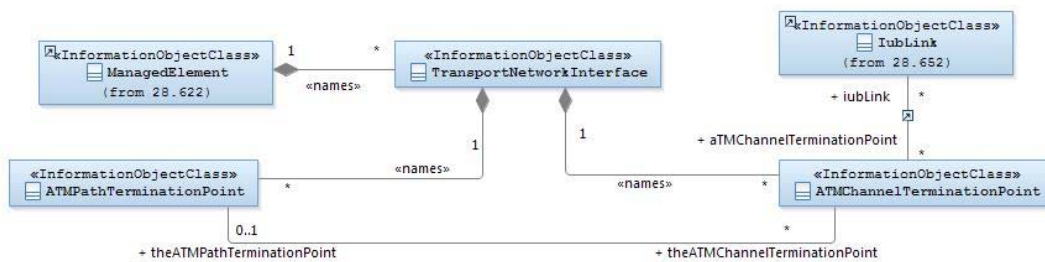 «InformationObjectClass»
ManagedElement
(from 28.622)
1
*
«names»
«InformationObjectClass»
TransportNetworkInterface
«InformationObjectClass»
IubLink
(from 28.652)
+ iubLink
*
+ aTMChannelTerminationPoint
*
1
«names»
*
1
«names»
*
«InformationObjectClass»
ATMPathTerminationPoint
«InformationObjectClass»
ATMChannelTerminationPoint
0..1
+ theATMPathTerminationPoint
*
+ theATMChannelTerminationPoint